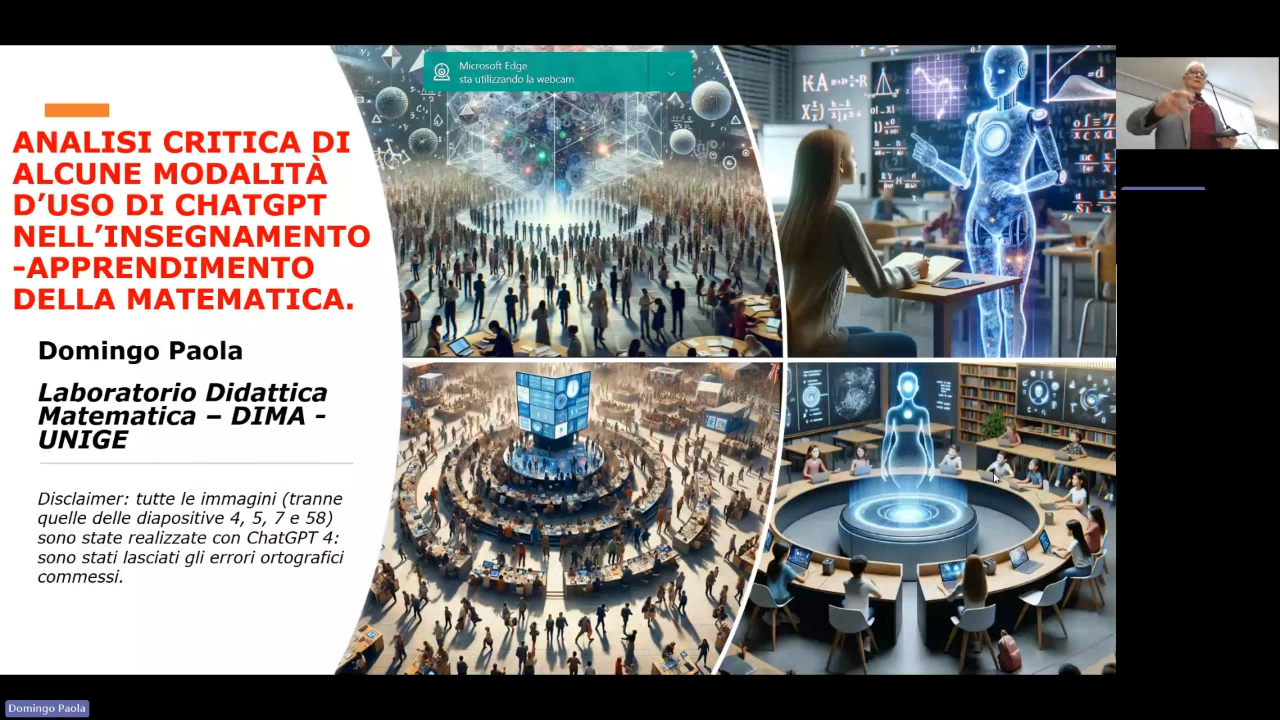 Microsoft Edge
sta utilizzando la webcam
ANALISI CRITICA DI
ALCUNE MODALITÀ
D'USO DI CHATGPT
NELL'INSEGNAMENTO
-APPRENDIMENTO
DELLA MATEMATICA.
Domingo Paola
Laboratorio Didattica
Matematica – DIMA -
UNIGE
Disclaimer: tutte le immagini (tranne
quelle delle diapositive 4, 5, 7 e 58)
sono state realizzate con ChatGPT 4:
sono stati lasciati gli errori ortografici
commessi.
Domingo Paola